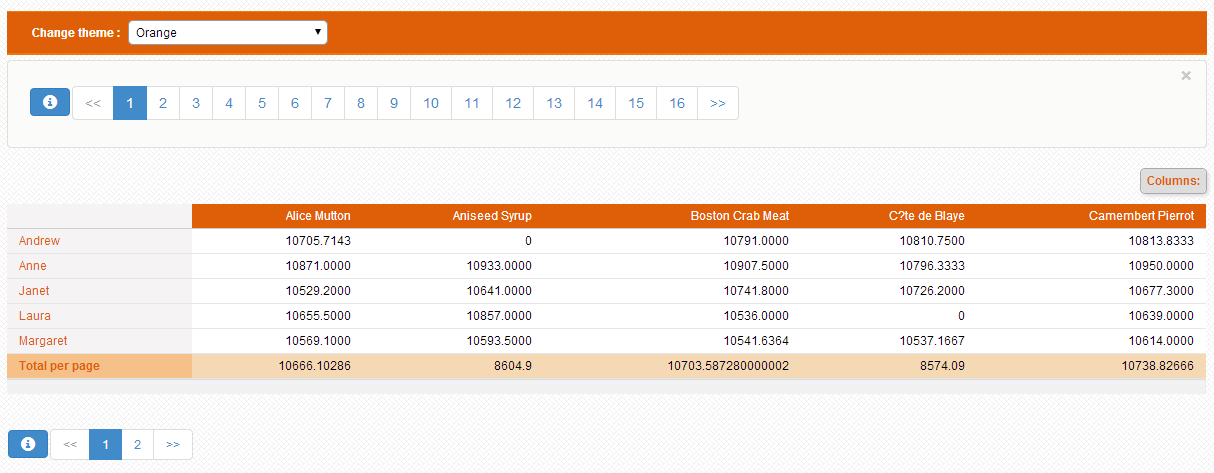 Change theme : Orange
<< 1 2 3 4 5 6 7 8 9 10 11 12 13 14 15 16 >>
Columns:
Alice Mutton Aniseed Syrup Boston Crab Meat C?te de Blaye Camembert Pierrot
Andrew 10705.7143 0 10791.0000 10810.7500 10813.8333
Anne 10871.0000 10933.0000 10907.5000 10796.3333 10950.0000
Janet 10529.2000 10641.0000 10741.8000 10726.2000 10677.3000
Laura 10655.5000 10857.0000 10536.0000 0 10639.0000
Margaret 10569.1000 10593.5000 10541.6364 10537.1667 10614.0000
Total per page 10666.10286 8604.9 10703.587280000002 8574.09 10738.82666
<< 1 2 >>